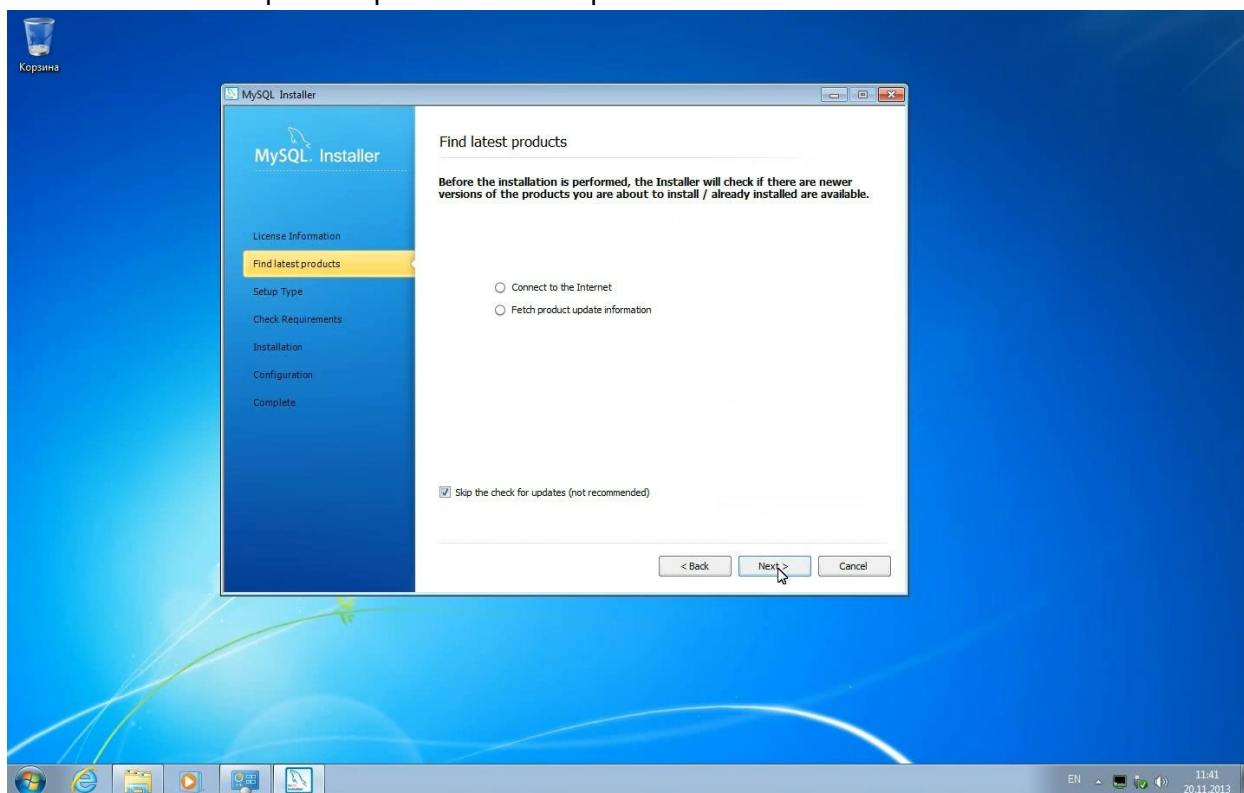 Корзина
MySQL Installer
MySQL. Installer
License Information
Find latest products
Setup Type
Check Requirements
Installation
Configuration
Complete
Find latest products
Before the installation is performed, the Installer will check if there are newer
versions of the products you are about to install / already installed are available.
Connect to the Internet
Fetch product update information
Skip the check for updates (not recommended)
< Back
Next >
Cancel
EN
11:41
20.11.2013